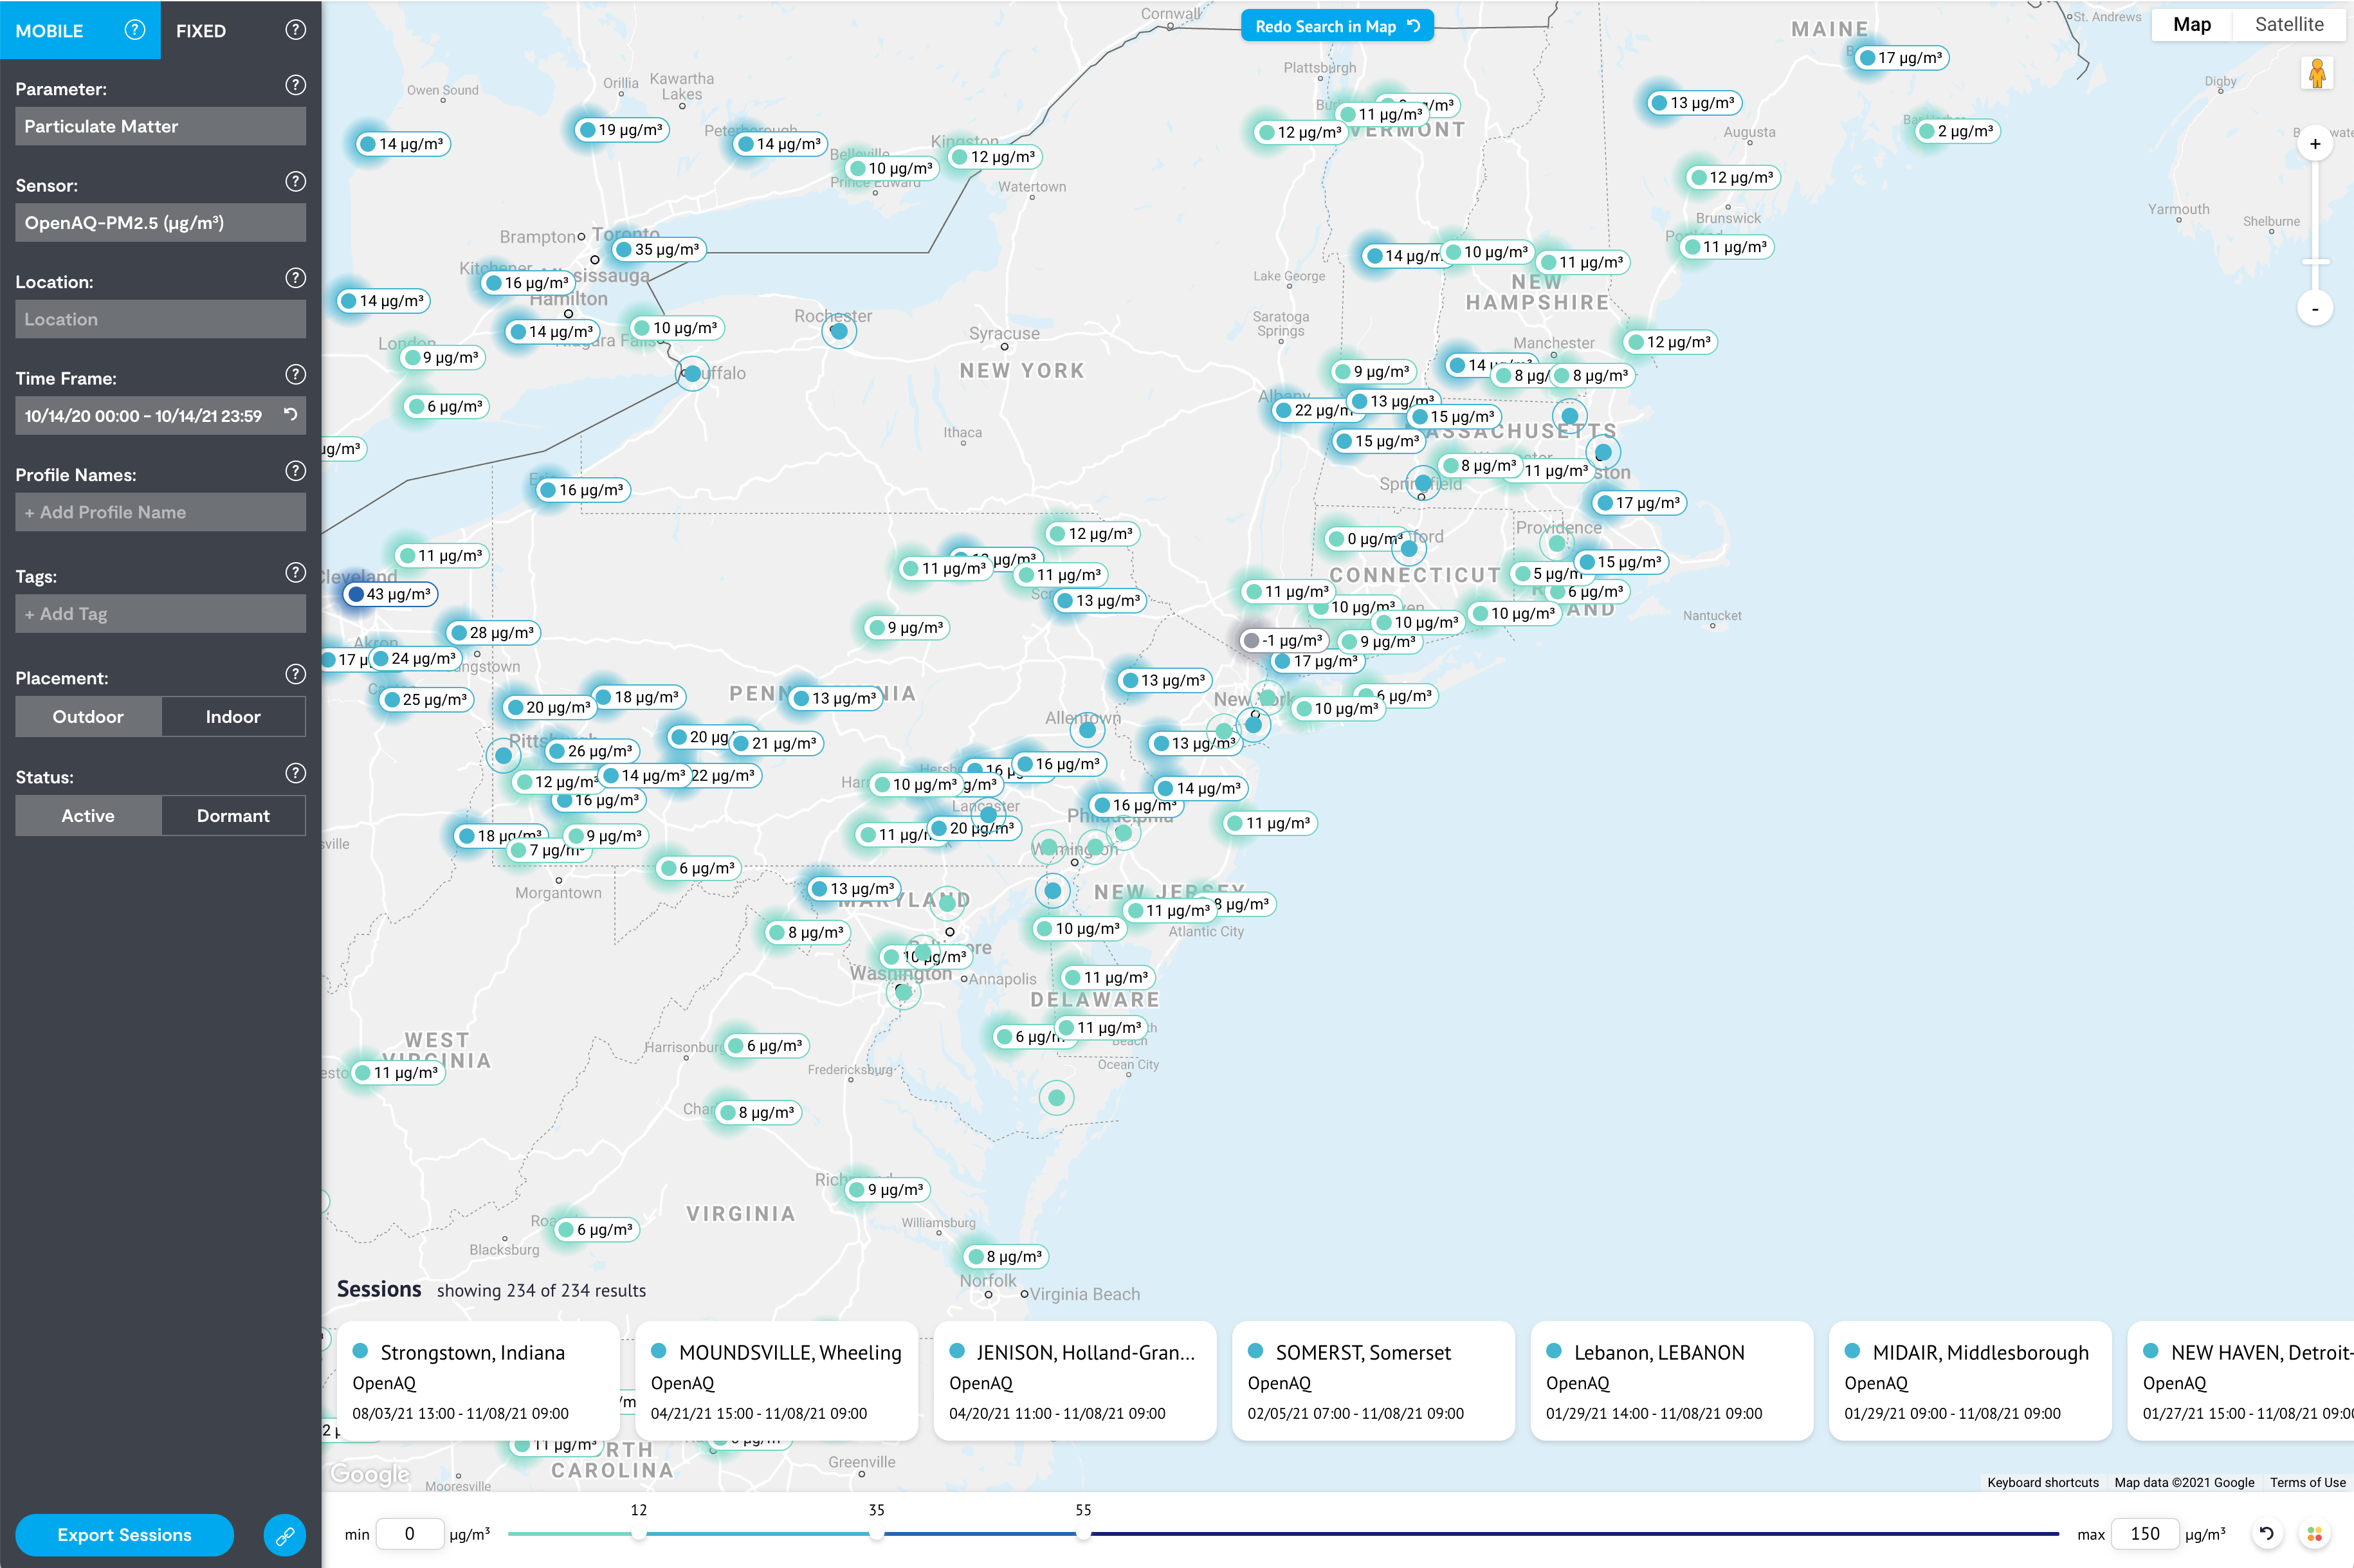 MOBILE
FIXED
Parameter:
Particulate Matter
Sensor:
OpenAQ-PM2.5 (µg/m³)
Location:
Location
Time Frame:
10/14/20 00:00 - 10/14/21 23:59
Profile Names:
+ Add Profile Name
Tags:
+ Add Tag
Placement:
Outdoor
Indoor
Status:
Active
Dormant
Export Sessions
Redo Search in Map
Map
Satellite
+
-
Cornwall
MAINE
St. Andrews
17 µg/m³
Plattsburgh
Owen Sound
Orillia
Kawartha
Lakes
Digby
13 µg/m³
11 µg/m³
12 µg/m³
VERMONT
Augusta
2 µg/m³
14 µg/m³
19 µg/m³
Peterborough
14 µg/m³
Kingston
12 µg/m³
Belleville
10 µg/m³
Prince Edward
Watertown
12 µg/m³
Brunswick
Yarmouth
Shelburne
Brampton
Toronto
35 µg/m³
11 µg/m³
14 µg/m
10 µg/m³
11 µg/m³
Kitchener
Mississauga
16 µg/m³
Lake George
NEW
HAMPSHIRE
14 µg/m³
Hamilton
14 µg/m³
10 µg/m³
Niagara Falls
Rochester
Syracuse
Saratoga
Springs
Manchester
12 µg/m³
London
9 µg/m³
NEW YORK
9 µg/m³
14 µ
8 µg/
8 µg/m³
6 µg/m³
Albany
22 µg/m
13 µg/m³
15 µg/m³
Ithaca
15 µg/m³
MASSACHUSETTS
µg/m³
8 µg/m³
11 µg/m³
Springfield
16 µg/m³
17 µg/m³
12 µg/m³
Providence
0 µg/m³
11 µg/m³
11 µg/m³
11 µg/m³
CONNECTICUT
5 µg/m
15 µg/m³
Cleveland
43 µg/m³
13 µg/m³
11 µg/m³
10 µg/m³
6 µg/m³
Nantucket
28 µg/m³
9 µg/m³
10 µg/m³
10 µg/m³
Akron
17 µ
24 µg/m³
-1 µg/m³
9 µg/m³
17 µg/m³
25 µg/m³
20 µg/m³
18 µg/m³
PENNSYLVANIA
13 µg/m³
13 µg/m³
New York
10 µg/m³
6 µg/m³
Allentown
Pittsburgh
26 µg/m³
20 µg
21 µg/m³
13 µg/m³
12 µg/m³
14 µg/m³
22 µg/m³
16 µg/m³
10 µg/m³
16 µg/m³
14 µg/m³
Lancaster
16 µg/m³
Philadelphia
18 µg/m³
9 µg/m³
7 µg/m³
11 µg/m
20 µg/m³
11 µg/m³
Wilmington
6 µg/m³
Morgantown
13 µg/m³
MARYLAND
NEW JERSEY
8 µg/m³
11 µg/m³
8 µg/m³
Atlantic City
10 µg/m³
10 µg/m³
Baltimore
Washington
Annapolis
11 µg/m³
DELAWARE
WEST
VIRGINIA
11 µg/m³
Harrisonburg
6 µg/m³
6 µg/m
11 µg/m³
Beach
Ocean City
Fredericksburg
8 µg/m³
9 µg/m³
VIRGINIA
6 µg/m³
Blacksburg
Williamsburg
8 µg/m³
Norfolk
Virginia Beach
Sessions showing 234 of 234 results
Strongstown, Indiana
OpenAQ
08/03/21 13:00 - 11/08/21 09:00
MOUNDSVILLE, Wheeling
OpenAQ
04/21/21 15:00 - 11/08/21 09:00
JENISON, Holland-Gran...
OpenAQ
04/20/21 11:00 - 11/08/21 09:00
SOMERST, Somerset
OpenAQ
02/05/21 07:00 - 11/08/21 09:00
Lebanon, LEBANON
OpenAQ
01/29/21 14:00 - 11/08/21 09:00
MIDAIR, Middlesborough
OpenAQ
01/29/21 09:00 - 11/08/21 09:00
NEW HAVEN, Detroit-
OpenAQ
01/27/21 15:00 - 11/08/21 09:00
11 µg/m³
CAROLINA
Greenville
Mooresville
Google
Keyboard shortcuts
Map data ©2021 Google
Terms of Use
12
35
55
min 0 µg/m³
max 150 µg/m³